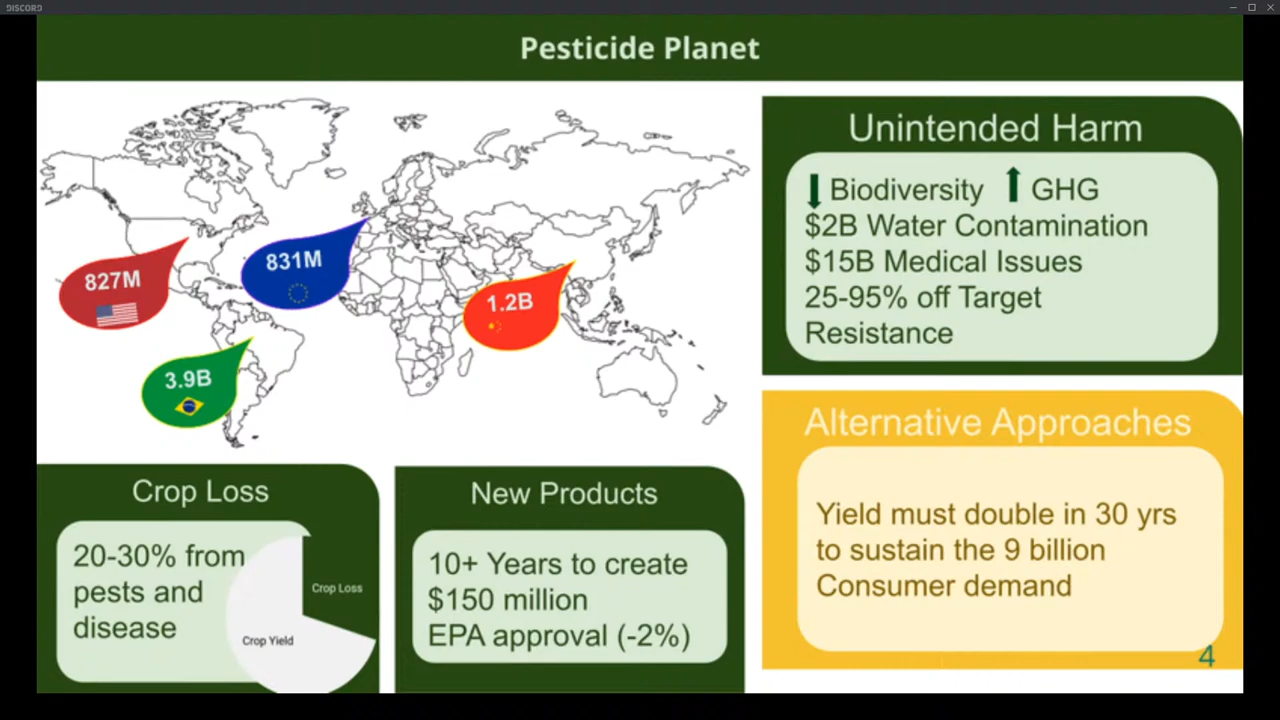 DISCORD
Pesticide Planet
827M
831M
1.2B
3.9B
Unintended Harm
Biodiversity GHG
$2B Water Contamination
$15B Medical Issues
25-95% off Target
Resistance
Crop Loss
20-30% from
pests and
disease
Crop Loss
Crop Yield
New Products
10+ Years to create
$150 million
EPA approval (-2%)
Alternative Approaches
Yield must double in 30 yrs
to sustain the 9 billion
Consumer demand
4